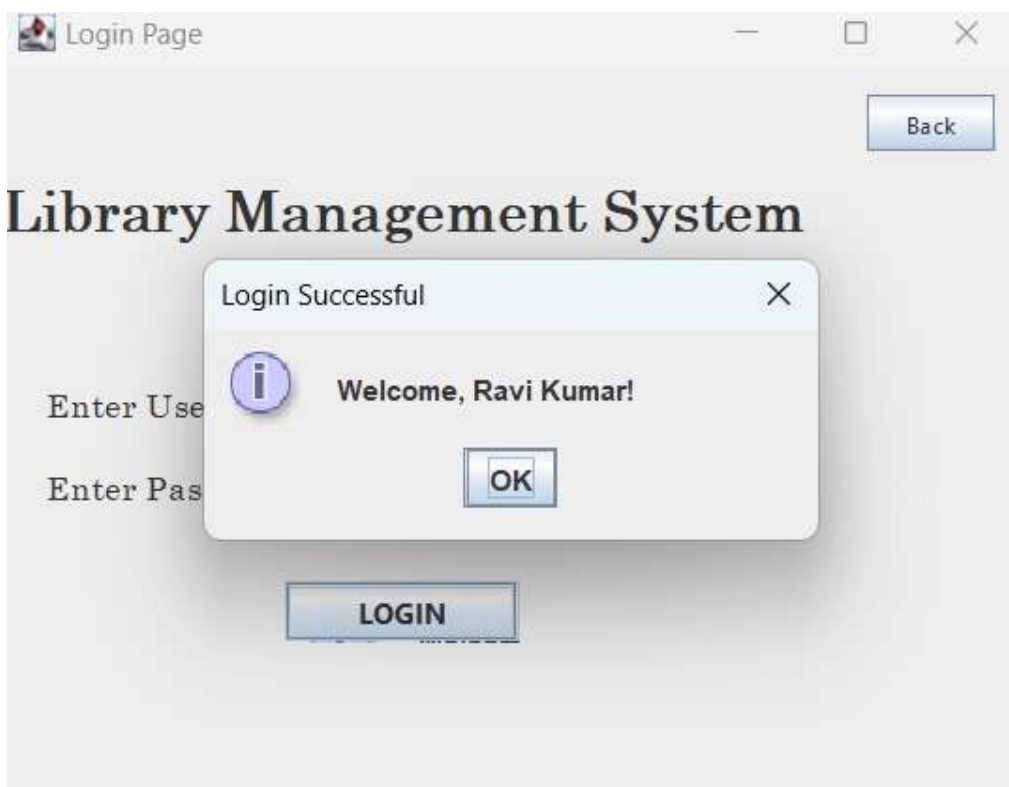 Login Page
Back
Library Management System
Login Successful
i
Welcome, Ravi Kumar!
Enter Use
OK
Enter Pas
LOGIN